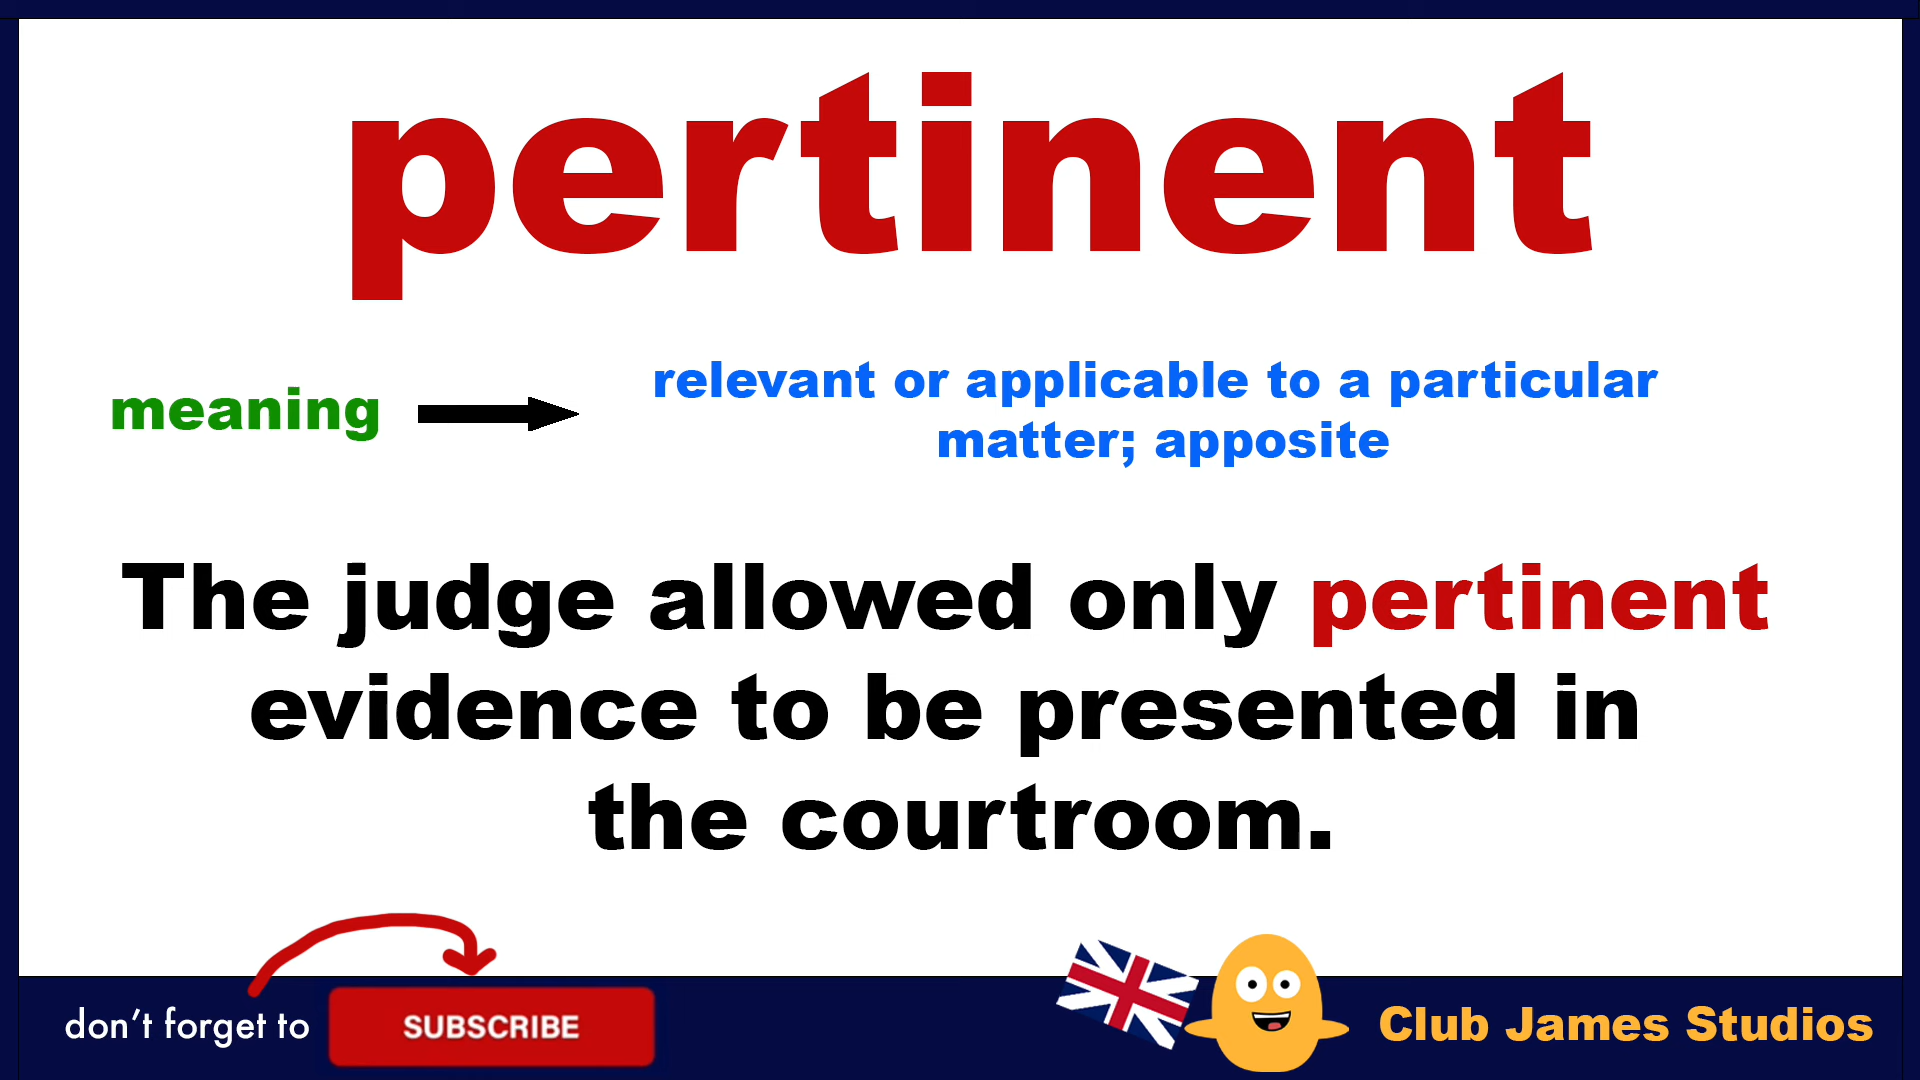 pertinent
meaning
relevant or applicable to a particular
matter; apposite
The judge allowed only pertinent
evidence to be presented in
the courtroom.
don't forget to
SUBSCRIBE
Club James Studios